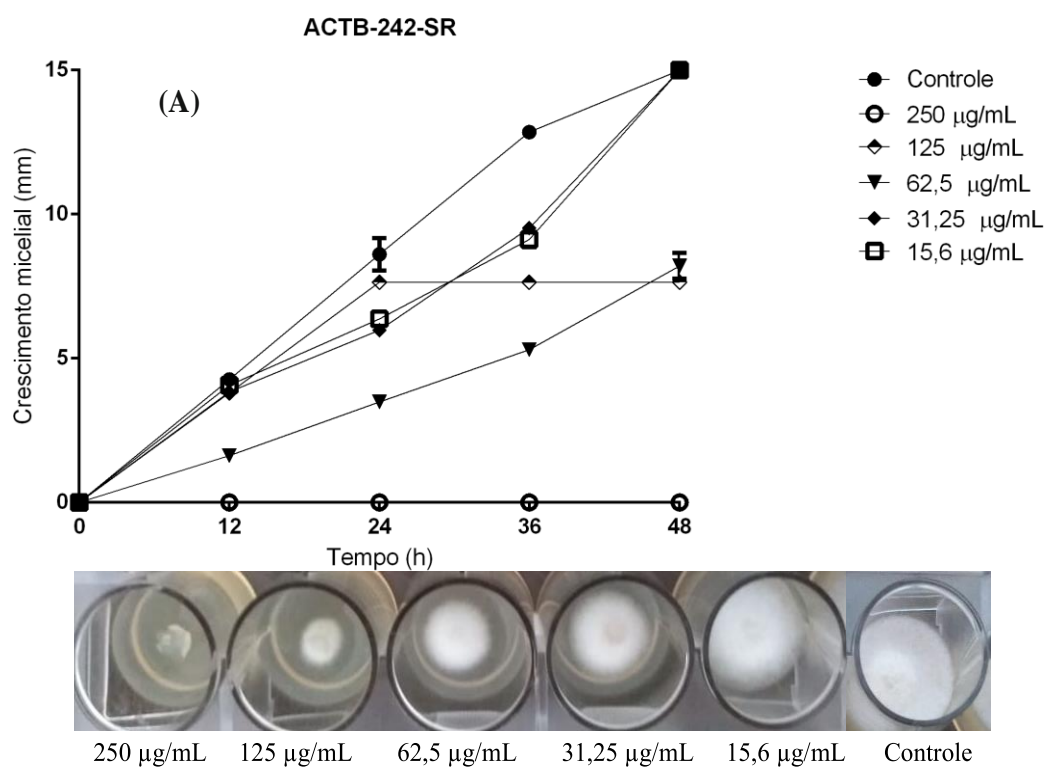 ACTB-242-SR
(A)
Crescimento micelial (mm)
15
10
5
0
0 12 24 36 48
Tempo (h)
Controle
250 µg/mL
125 µg/mL
62,5 µg/mL
31,25 µg/mL
15,6 µg/mL
250 µg/mL 125 µg/mL 62,5 µg/mL 31,25 µg/mL 15,6 µg/mL Controle